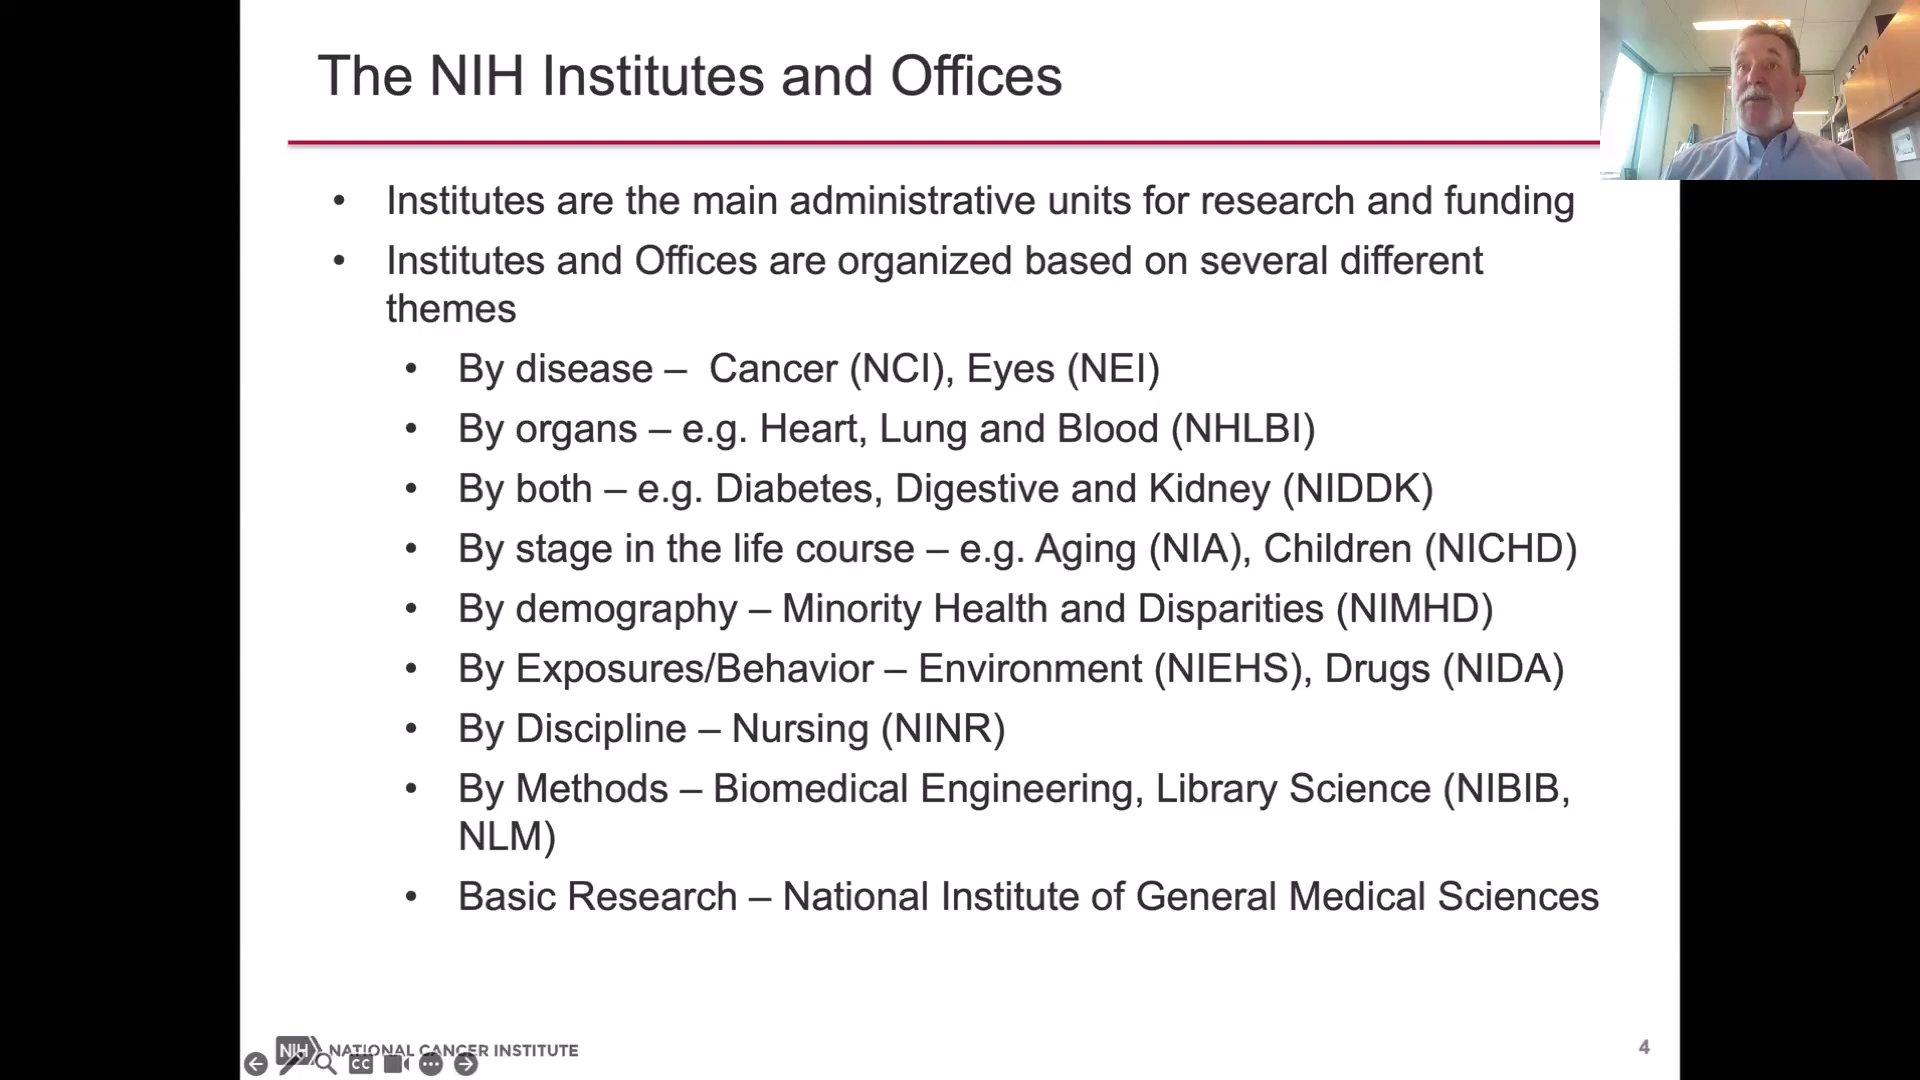 The NIH Institutes and Offices
• Institutes are the main administrative units for research and funding
• Institutes and Offices are organized based on several different
themes
• By disease –  Cancer (NCI), Eyes (NEI)
• By organs – e.g. Heart, Lung and Blood (NHLBI)
• By both – e.g. Diabetes, Digestive and Kidney (NIDDK)
• By stage in the life course – e.g. Aging (NIA), Children (NICHD)
• By demography – Minority Health and Disparities (NIMHD)
• By Exposures/Behavior – Environment (NIEHS), Drugs (NIDA)
• By Discipline – Nursing (NINR)
• By Methods – Biomedical Engineering, Library Science (NIBIB,
NLM)
• Basic Research – National Institute of General Medical Sciences
NIH NATIONAL CANCER INSTITUTE
CC
4